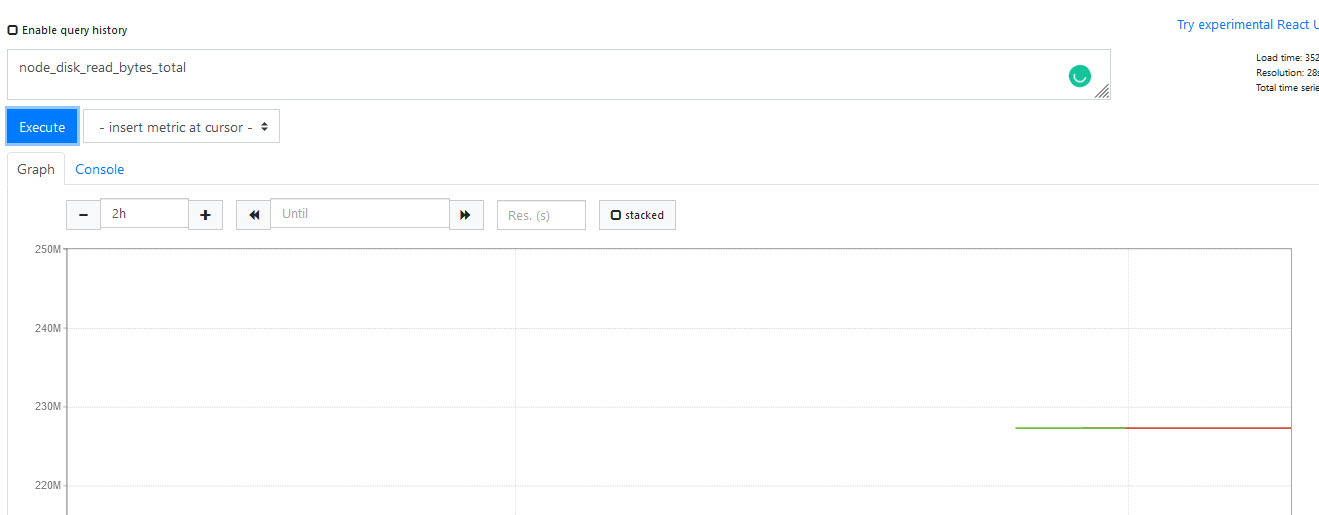 Try experimental React U
Enable query history
node_disk_read_bytes_total
Load time: 352
Resolution: 28s
Total time serie
Execute
- insert metric at cursor -
Graph Console
− 2h + Until Res. (s) stacked
250M
240M
230M
220M